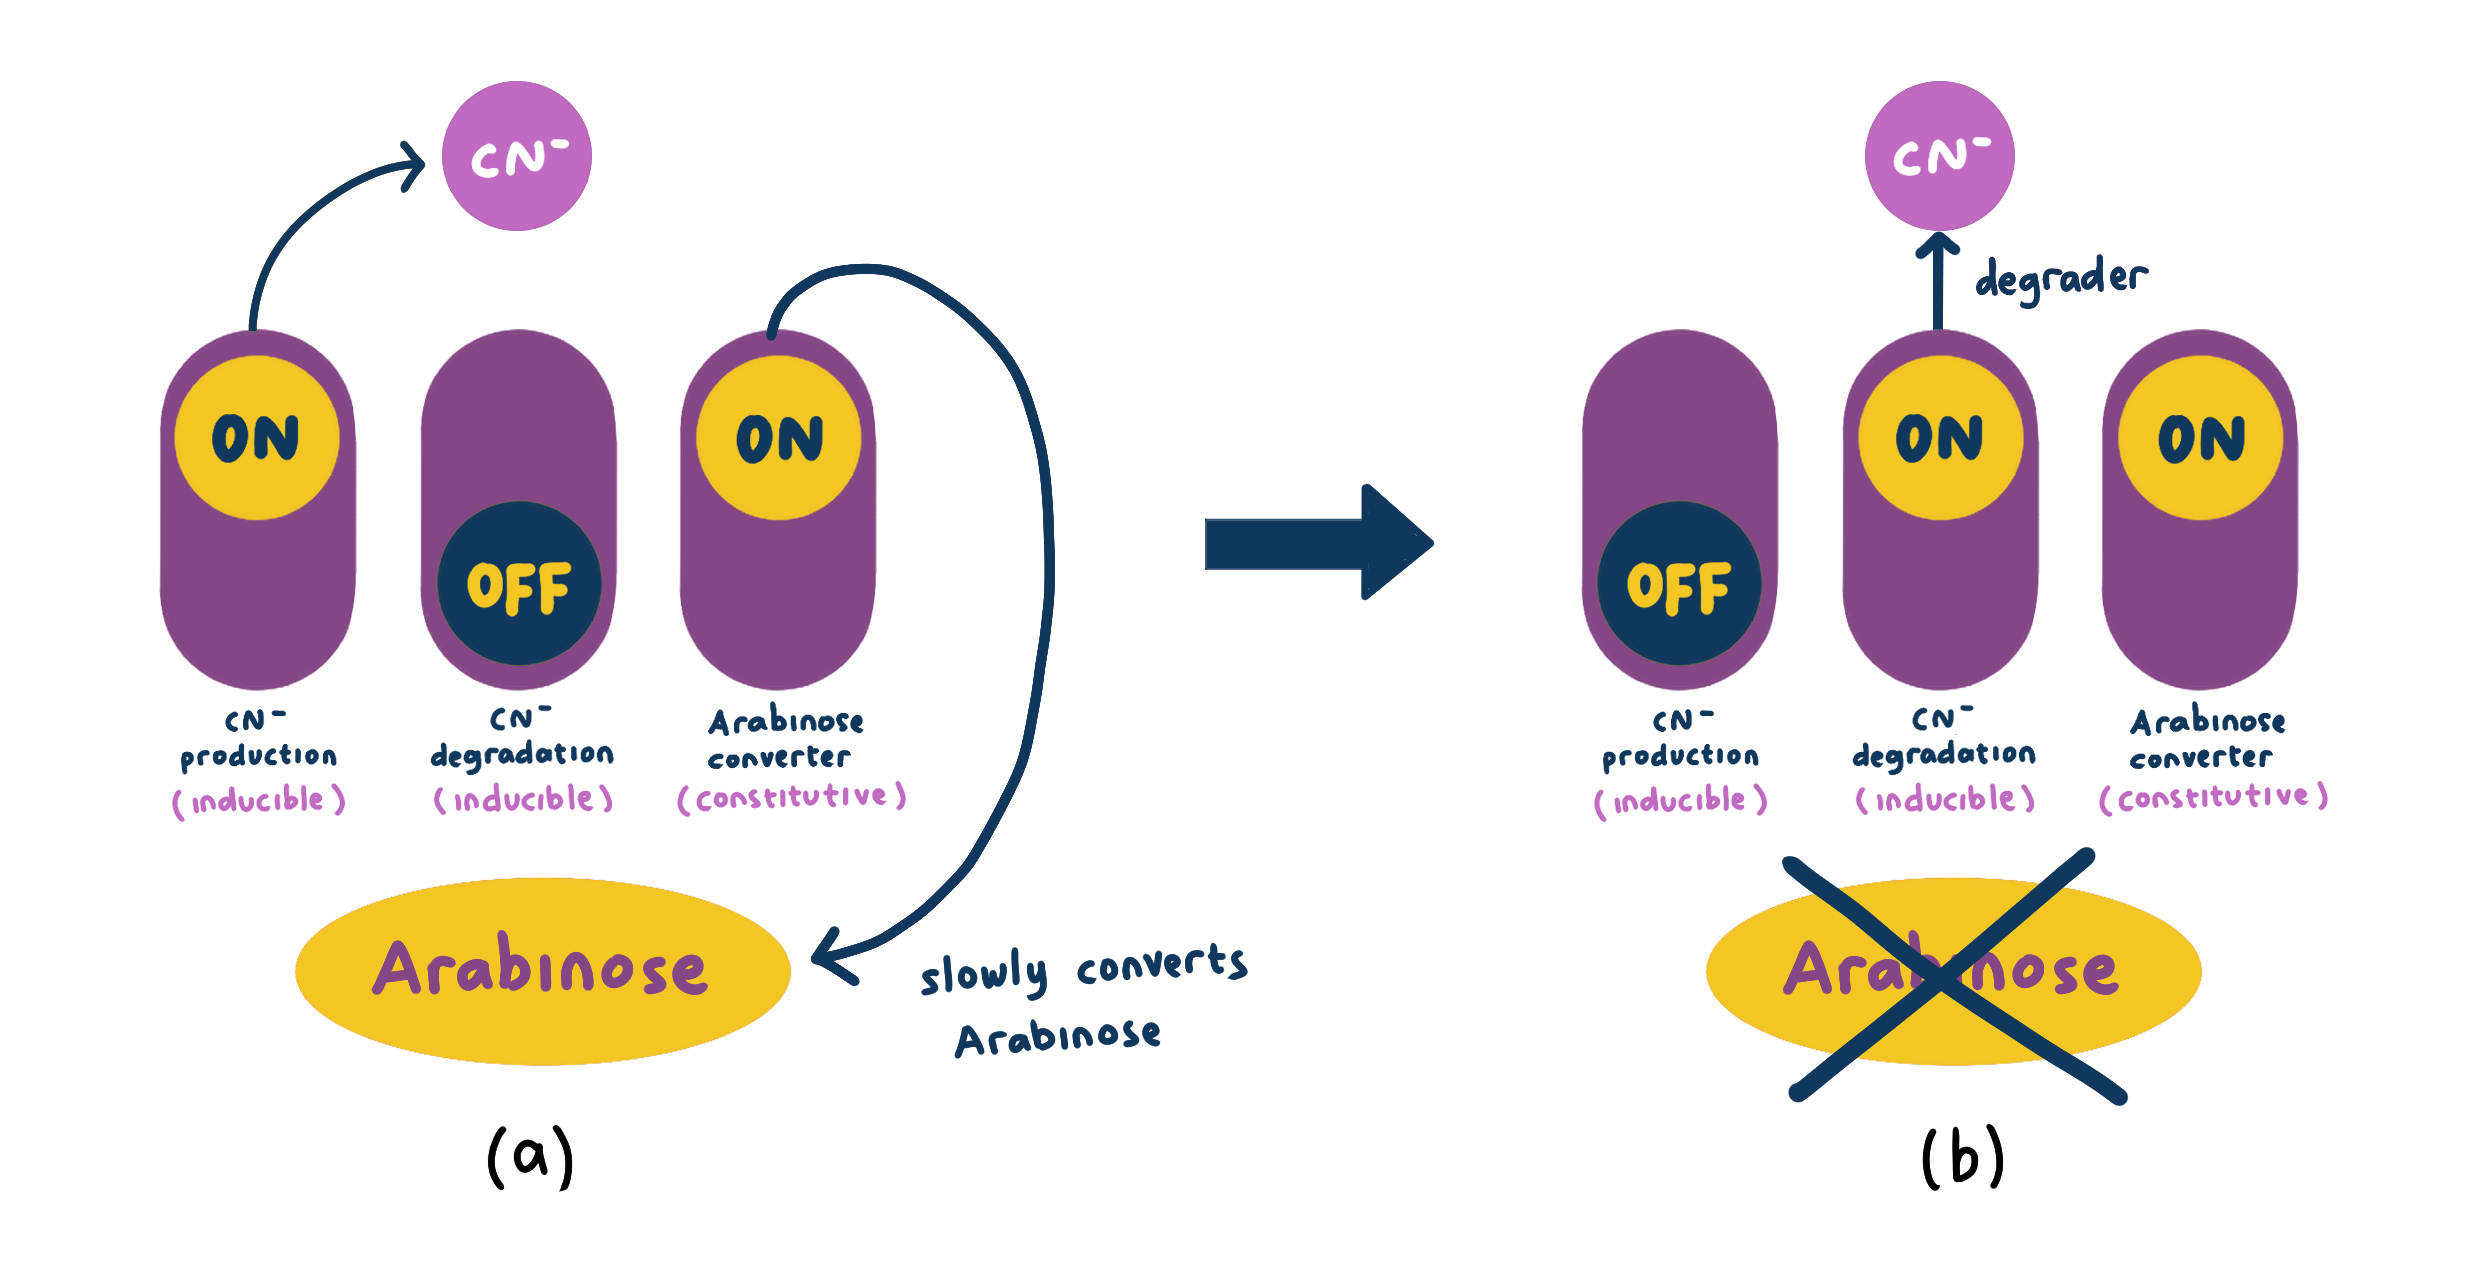 CN⁻
ON
OFF
ON
CN⁻
production
(inducible)
CN⁻
degradation
(inducible)
Arabinose
converter
(constitutive)
Arabinose
slowly converts
Arabinose
(a)
CN⁻
degrader
OFF
ON
ON
CN⁻
production
(inducible)
CN⁻
degradation
(inducible)
Arabinose
converter
(constitutive)
Arabinose
(b)